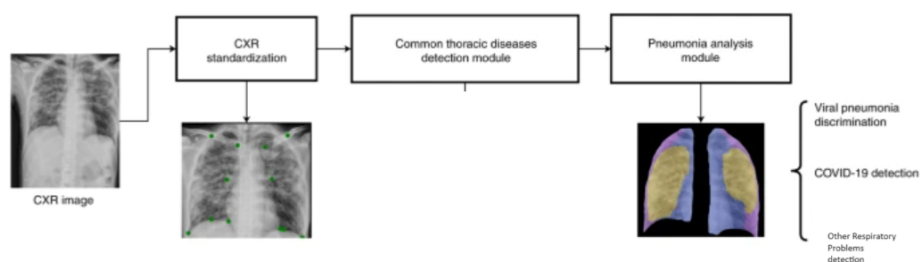 CXR
standardization
Common thoracic diseases
detection module
Pneumonia analysis
module
CXR image
Viral pneumonia
discrimination
COVID-19 detection
Other Respiratory
Problems
detection